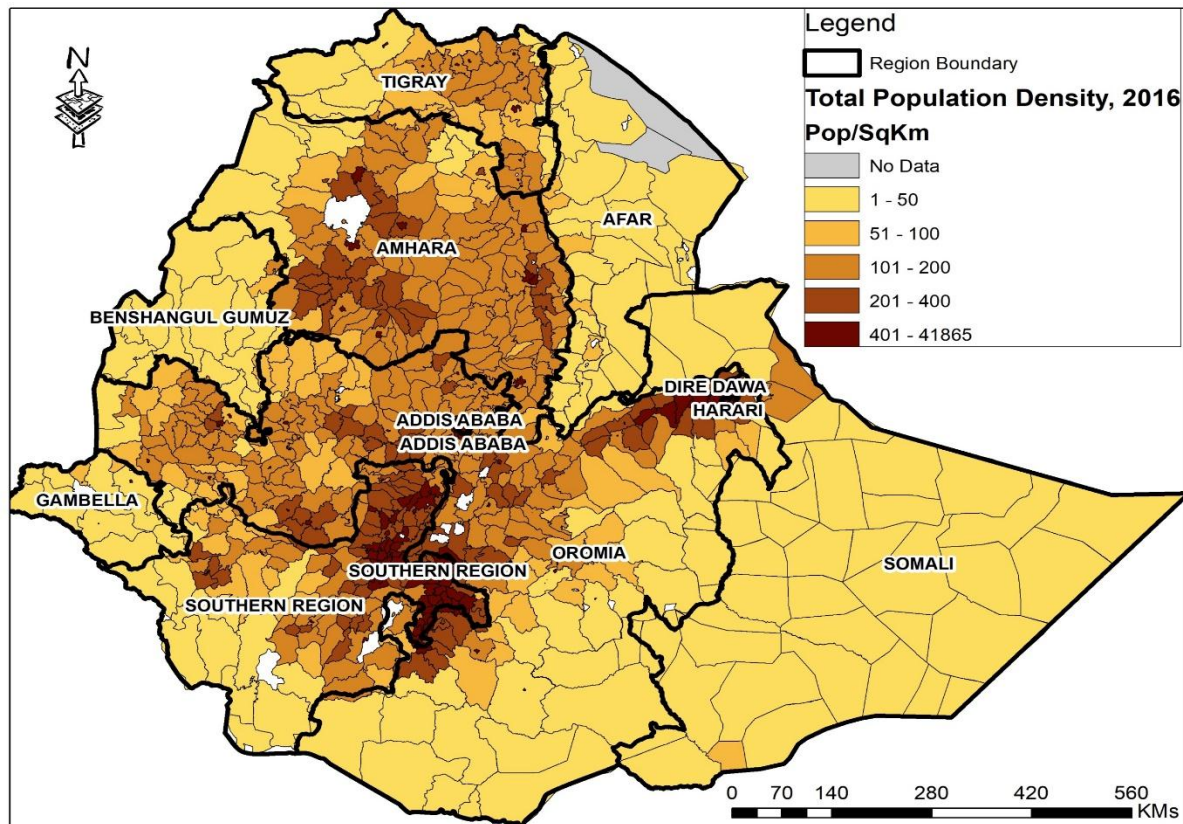 Legend
Region Boundary
Total Population Density, 2016
Pop/SqKm
No Data
1 - 50
51 - 100
101 - 200
201 - 400
401 - 41865
N
TIGRAY
AFAR
AMHARA
BENSHANGUL GUMUZ
DIRE DAWA
HARARI
ADDIS ABABA
ADDIS ABABA
GAMBELLA
OROMIA
SOMALI
SOUTHERN REGION
SOUTHERN REGION
0 70 140 280 420 560
KMs